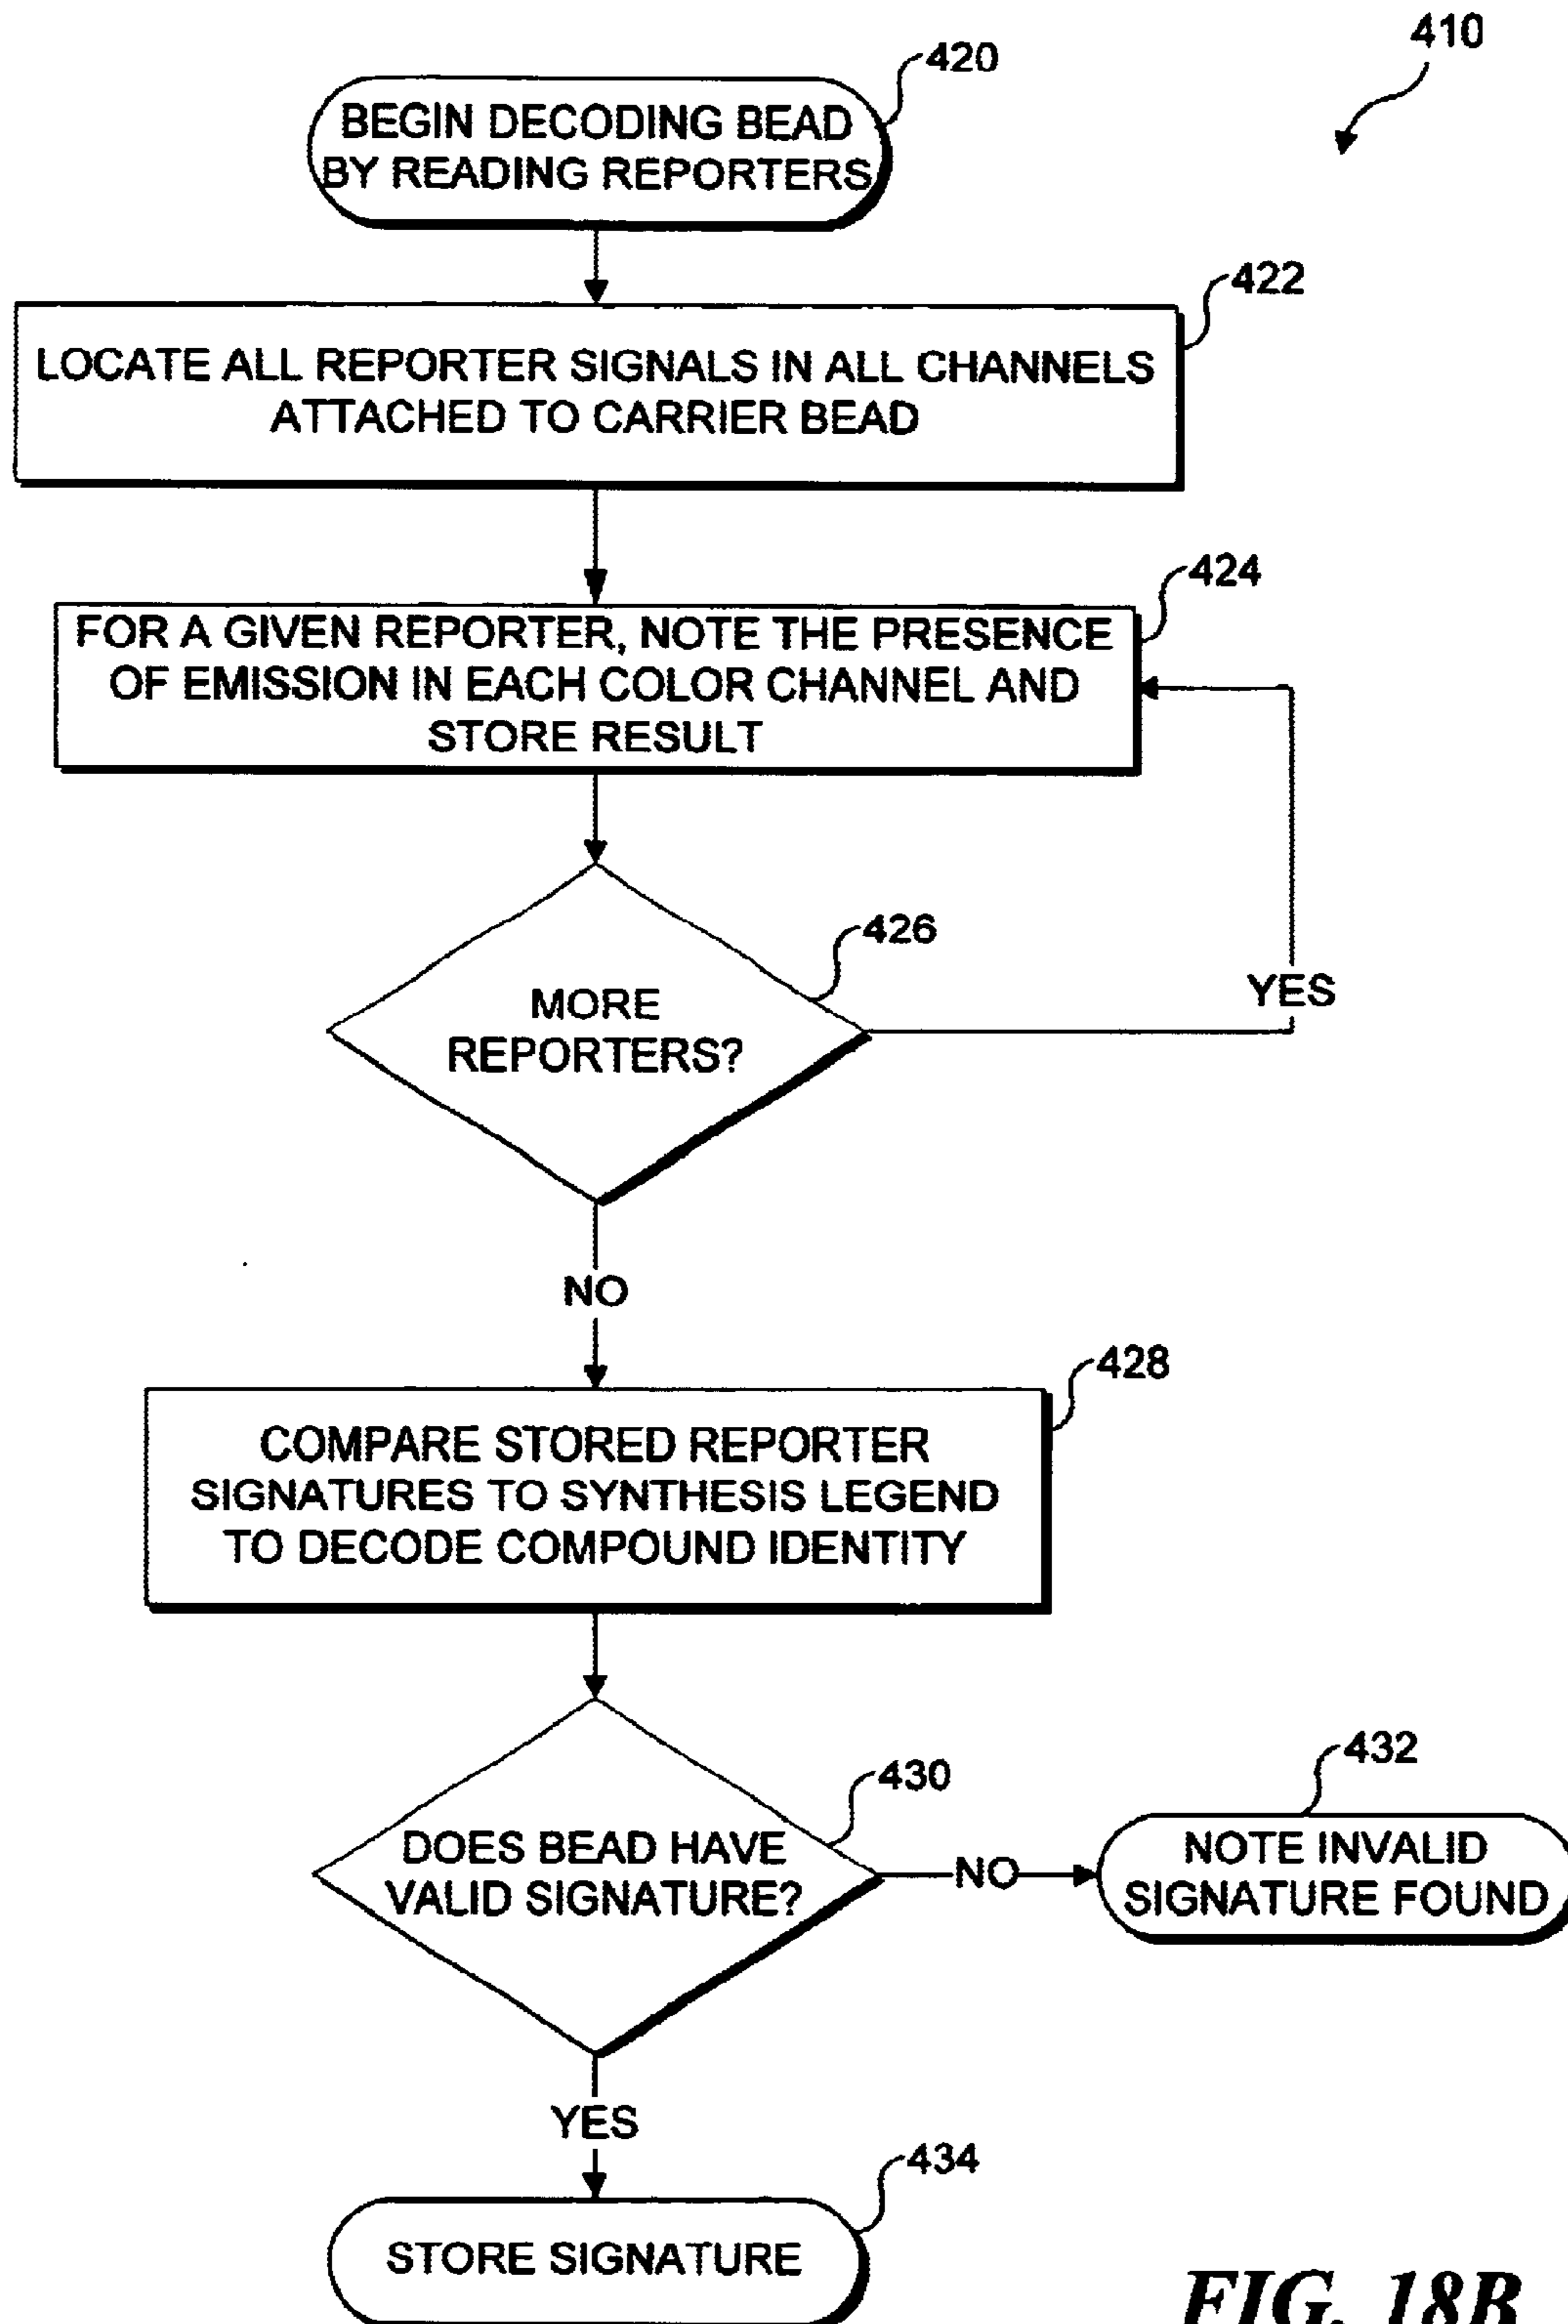 410
420
BEGIN DECODING BEAD
BY READING REPORTERS
422
LOCATE ALL REPORTER SIGNALS IN ALL CHANNELS
ATTACHED TO CARRIER BEAD
424
FOR A GIVEN REPORTER, NOTE THE PRESENCE
OF EMISSION IN EACH COLOR CHANNEL AND
STORE RESULT
426
MORE
REPORTERS?
YES
NO
428
COMPARE STORED REPORTER
SIGNATURES TO SYNTHESIS LEGEND
TO DECODE COMPOUND IDENTITY
430
DOES BEAD HAVE
VALID SIGNATURE?
NO
432
NOTE INVALID
SIGNATURE FOUND
YES
434
STORE SIGNATURE
FIG. 18B